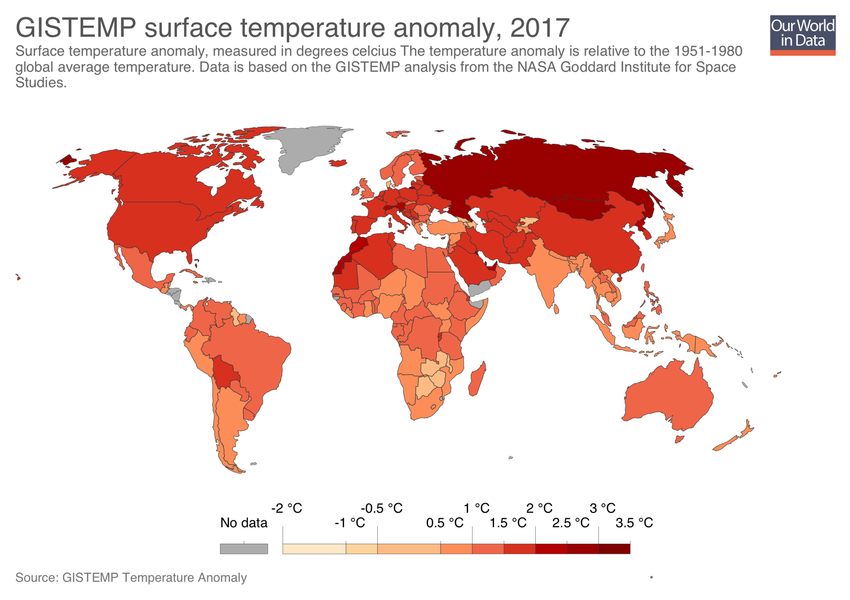 GISTEMP surface temperature anomaly, 2017
Our World
in Data
Surface temperature anomaly, measured in degrees celcius The temperature anomaly is relative to the 1951-1980
global average temperature. Data is based on the GISTEMP analysis from the NASA Goddard Institute for Space
Studies.
-2 °C -0.5 °C 1 °C 2 °C 3 °C
No data -1 °C 0.5 °C 1.5 °C 2.5 °C 3.5 °C
Source: GISTEMP Temperature Anomaly